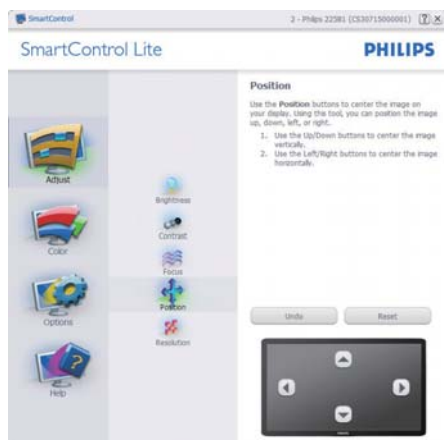 SmartControl
2 - Philips 225B1 (CS30715000001)
SmartControl Lite
PHILIPS
Adjust
Color
Options
Help
Brightness
Contrast
Focus
Position
Resolution
Position
Use the Position buttons to center the image on
your display. Using the tool, you can position the image
up, down, left, or right.
1. Use the Up/Down buttons to center the image
vertically.
2. Use the Left/Right buttons to center the image
horizontally.
Undo
Reset